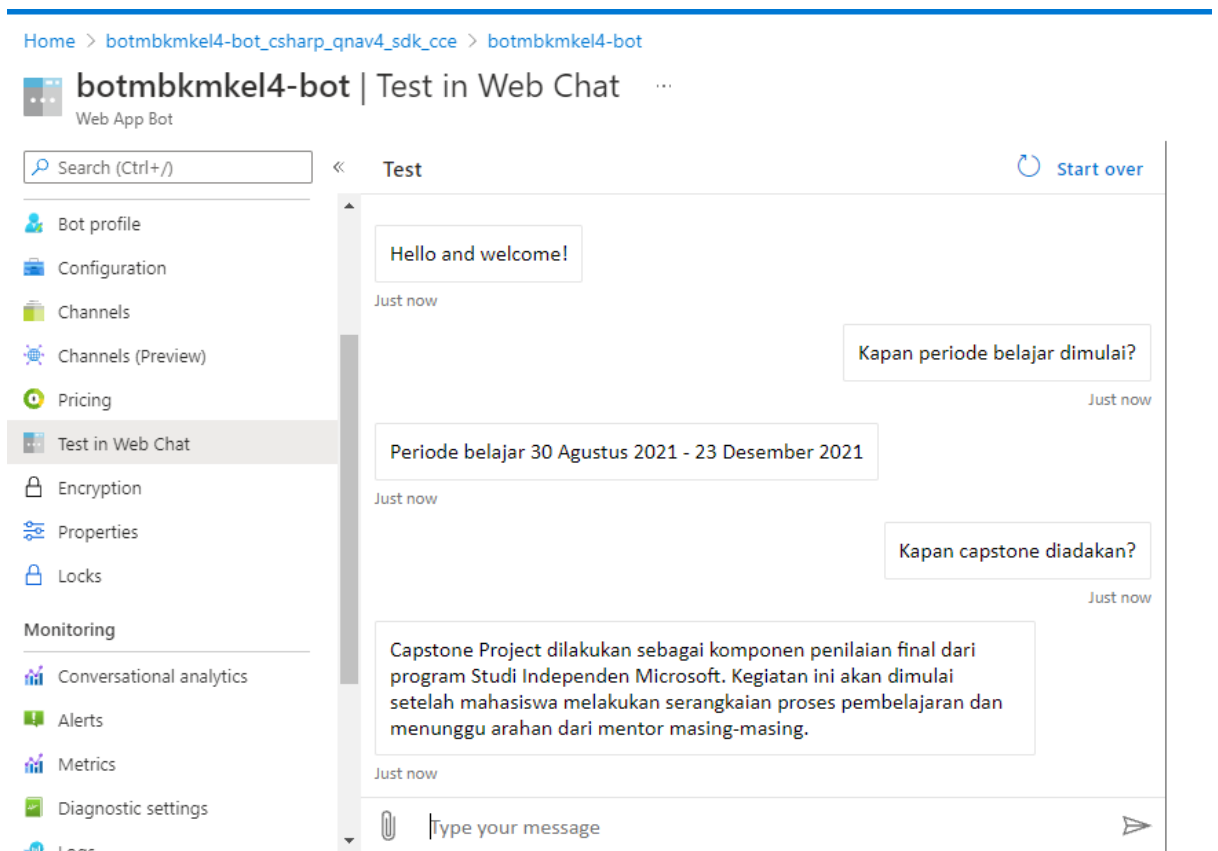 Home > botmbkmkel4-bot_csharp_qnav4_sdk_cce > botmbkmkel4-bot
botmbkmkel4-bot | Test in Web Chat ...
Web App Bot
Search (Ctrl+/)
«
Bot profile
Configuration
Channels
Channels (Preview)
Pricing
Test in Web Chat
Encryption
Properties
Locks
Monitoring
Conversational analytics
Alerts
Metrics
Diagnostic settings
Logs
Test
Start over
Hello and welcome!
Just now
Kapan periode belajar dimulai?
Just now
Periode belajar 30 Agustus 2021 - 23 Desember 2021
Just now
Kapan capstone diadakan?
Just now
Capstone Project dilakukan sebagai komponen penilaian final dari
program Studi Independen Microsoft. Kegiatan ini akan dimulai
setelah mahasiswa melakukan serangkaian proses pembelajaran dan
menunggu arahan dari mentor masing-masing.
Just now
Type your message